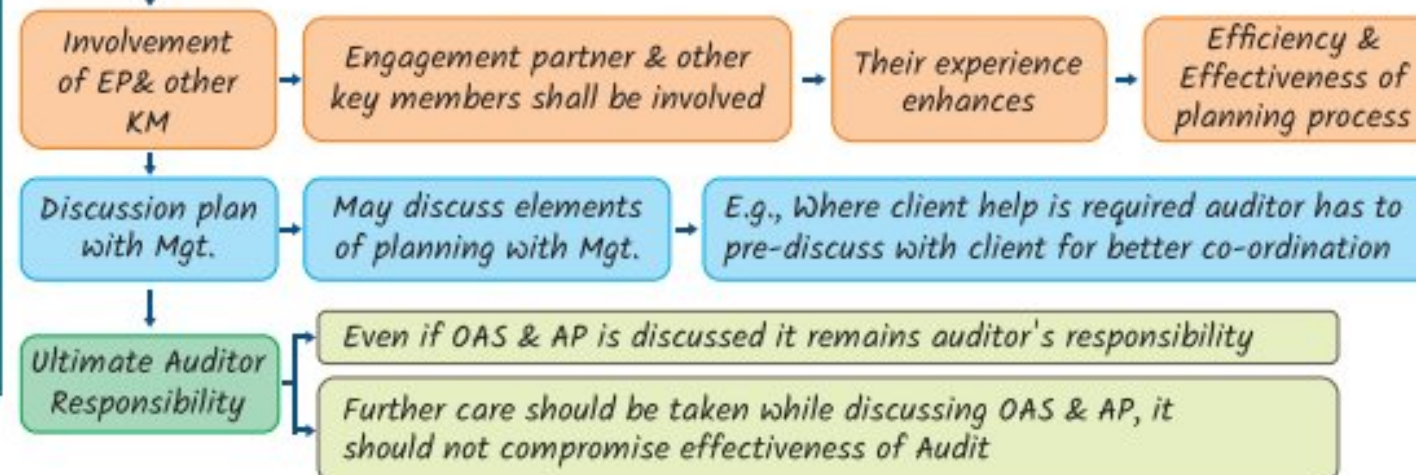 Involvement
of EP& other
KM
Engagement partner & other
key members shall be involved
Their experience
enhances
Efficiency &
Effectiveness of
planning process
Discussion plan
with Mgt.
May discuss elements
of planning with Mgt.
E.g., Where client help is required auditor has to
pre-discuss with client for better co-ordination
Ultimate Auditor
Responsibility
Even if OAS & AP is discussed it remains auditor's responsibility
Further care should be taken while discussing OAS & AP, it
should not compromise effectiveness of Audit